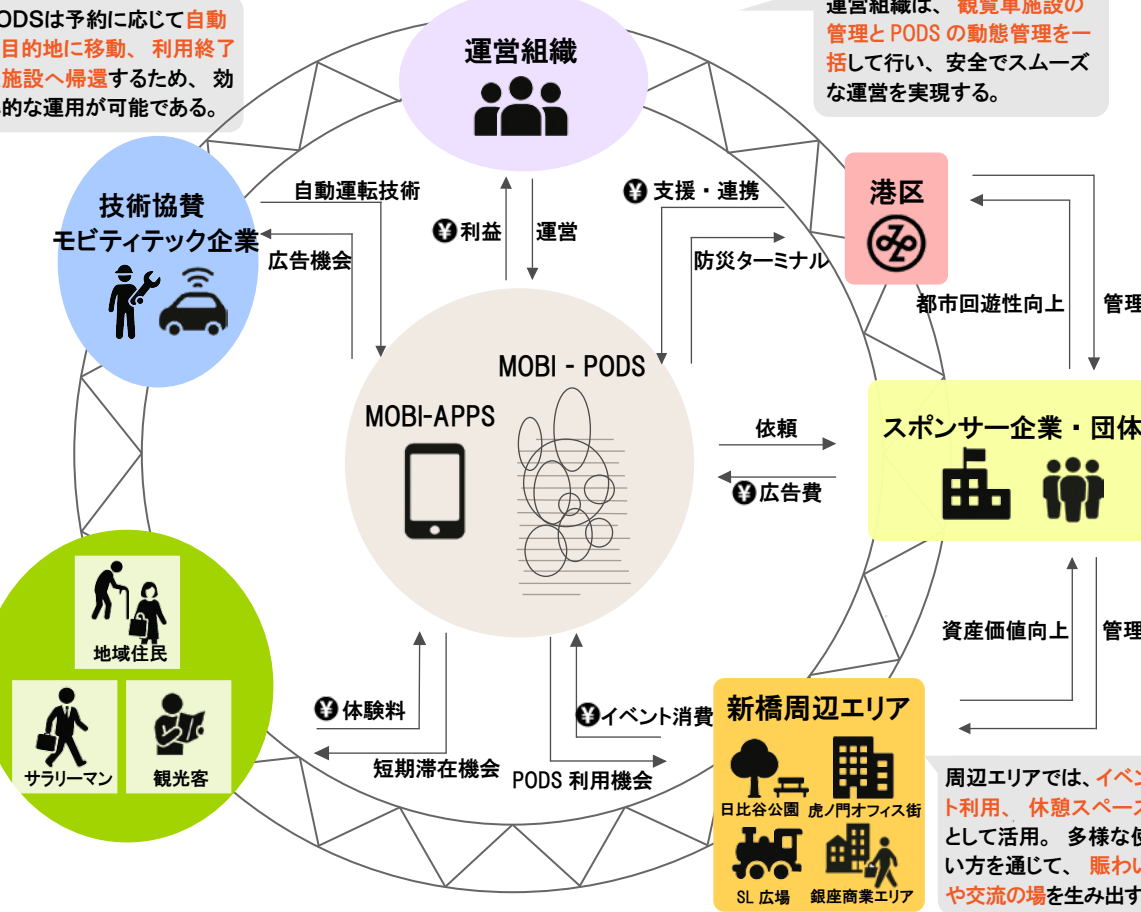 PODSは予約に応じて自動
目的地に移動、利用終了
施設へ帰還するため、効
的な運用が可能である。
運営組織
運営組織は、観覧車施設の
管理と PODS の動態管理を一
括して行い、安全でスムーズ
な運営を実現する。
技術協賛
モビティテック企業
自動運転技術
広告機会
¥利益
運営
¥支援・連携
防災ターミナル
港区
都市回遊性向上
管理
MOBI-APPS
MOBI - PODS
依頼
¥広告費
スポンサー企業・団体
資産価値向上
管理
地域住民
サラリーマン
観光客
¥体験料
短期滞在機会
¥イベント消費
PODS 利用機会
新橋周辺エリア
日比谷公園
虎ノ門オフィス街
SL 広場
銀座商業エリア
周辺エリアでは、イベン
ト利用、休憩スペース
として活用。多様な使
い方を通じて、賑わい
や交流の場を生み出す